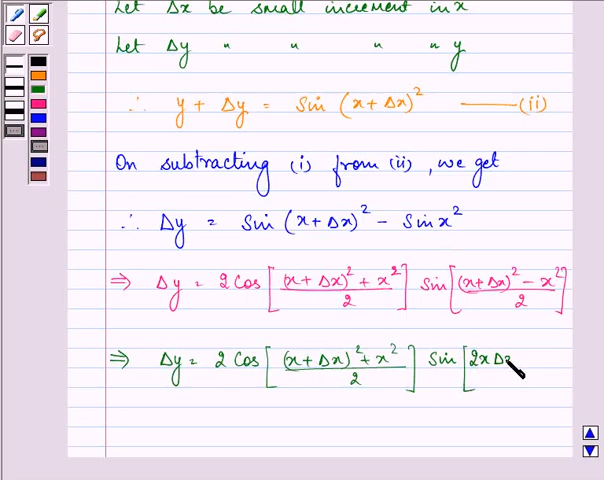 Let Δx be small increment in x
Let Δy " " " " y
∴ y + Δy = Sin (x+Δx)² ——— (ii)
On subtracting (i) from (ii), we get
∴ Δy = Sin (x+Δx)² - Sin x²
⇒ Δy = 2 Cos [((x+Δx)² + x²)/2] Sin [((x+Δx)² - x²)/2]
⇒ Δy = 2 Cos [((x+Δx)² + x²)/2] Sin [2xΔx